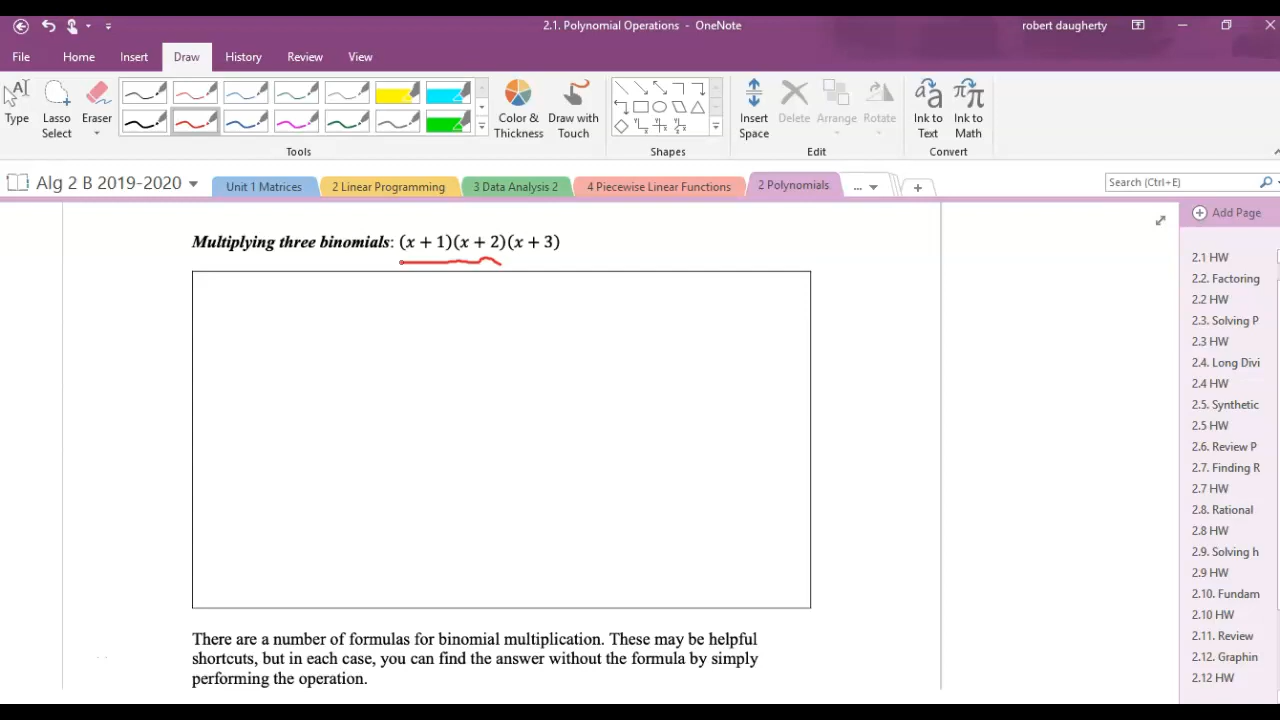 2.1. Polynomial Operations - OneNote
robert daugherty
File Home Insert Draw History Review View
Type
Lasso Select
Eraser
Color & Thickness
Draw with Touch
Insert Space
Delete
Arrange
Rotate
Ink to Text
Ink to Math
Tools
Shapes
Edit
Convert
Alg 2 B 2019-2020
Unit 1 Matrices
2 Linear Programming
3 Data Analysis 2
4 Piecewise Linear Functions
2 Polynomials
...
Search (Ctrl+E)
Add Page
Multiplying three binomials: (x + 1)(x + 2)(x + 3)
There are a number of formulas for binomial multiplication. These may be helpful
shortcuts, but in each case, you can find the answer without the formula by simply
performing the operation.
2.1 HW
2.2. Factoring
2.2 HW
2.3. Solving P
2.3 HW
2.4. Long Divi
2.4 HW
2.5. Synthetic
2.5 HW
2.6. Review P
2.7. Finding R
2.7 HW
2.8. Rational
2.8 HW
2.9. Solving h
2.9 HW
2.10. Fundam
2.10 HW
2.11. Review
2.12. Graphin
2.12 HW